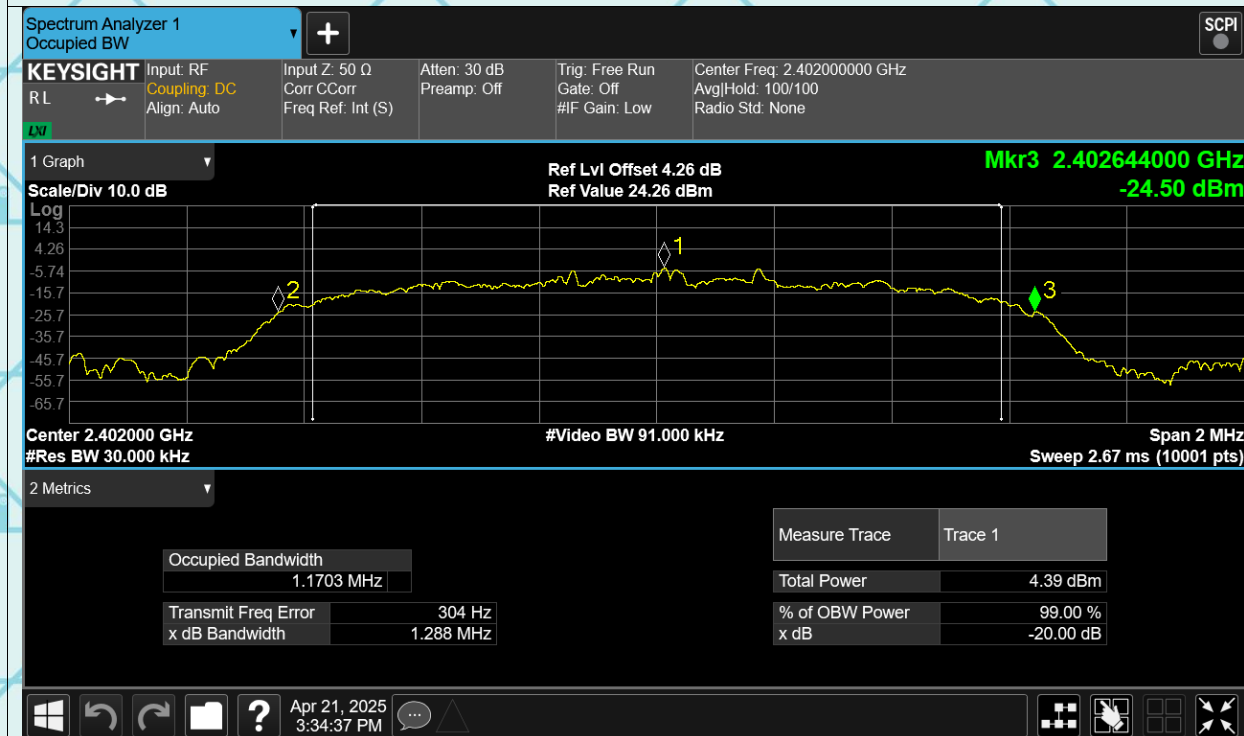 Spectrum Analyzer 1
Occupied BW
SCPI
KEYSIGHT
R L
LXI
Input: RF
Coupling: DC
Align: Auto
Input Z: 50 Ω
Corr CCorr
Freq Ref: Int (S)
Atten: 30 dB
Preamp: Off
Trig: Free Run
Gate: Off
#IF Gain: Low
Center Freq: 2.402000000 GHz
Avg|Hold: 100/100
Radio Std: None
1 Graph
Scale/Div 10.0 dB
Ref Lvl Offset 4.26 dB
Ref Value 24.26 dBm
Mkr3 2.402644000 GHz
-24.50 dBm
Log
14.3
4.26
-5.74
-15.7
-25.7
-35.7
-45.7
-55.7
-65.7
1
2
3
Center 2.402000 GHz
#Video BW 91.000 kHz
Span 2 MHz
#Res BW 30.000 kHz
Sweep 2.67 ms (10001 pts)
2 Metrics
Occupied Bandwidth
1.1703 MHz
Transmit Freq Error 304 Hz
x dB Bandwidth 1.288 MHz
Measure Trace Trace 1
Total Power 4.39 dBm
% of OBW Power 99.00 %
x dB -20.00 dB
Apr 21, 2025
3:34:37 PM